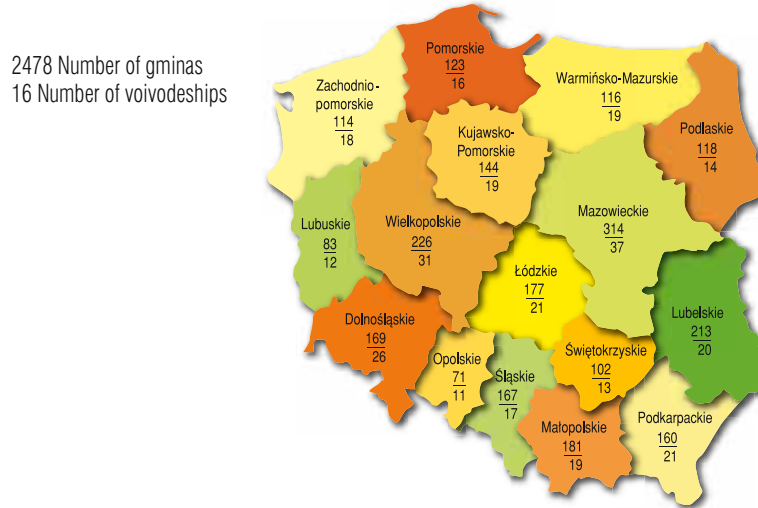 2478 Number of gminas
16 Number of voivodeships
Pomorskie
123
16
Zachodnio-
pomorskie
114
18
Warmińsko-Mazurskie
116
19
Podlaskie
118
14
Kujawsko-
Pomorskie
144
19
Mazowieckie
314
37
Lubuskie
83
12
Wielkopolskie
226
31
Łódzkie
177
21
Lubelskie
213
20
Dolnośląskie
169
26
Opolskie
71
11
Śląskie
167
17
Świętokrzyskie
102
13
Małopolskie
181
19
Podkarpackie
160
21